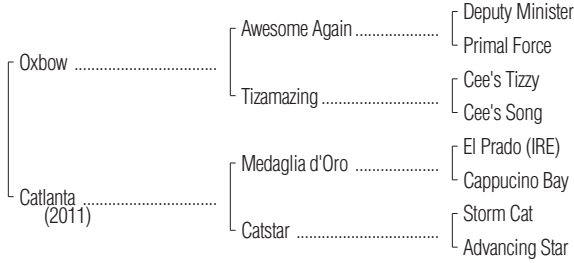 Deputy Minister
Awesome Again ....................
Primal Force
Oxbow ..................................
Cee's Tizzy
Tizamazing ............................
Cee's Song
El Prado (IRE)
Medaglia d'Oro ....................
Cappucino Bay
Catlanta ................................
(2011)
Storm Cat
Catstar ..................................
Advancing Star